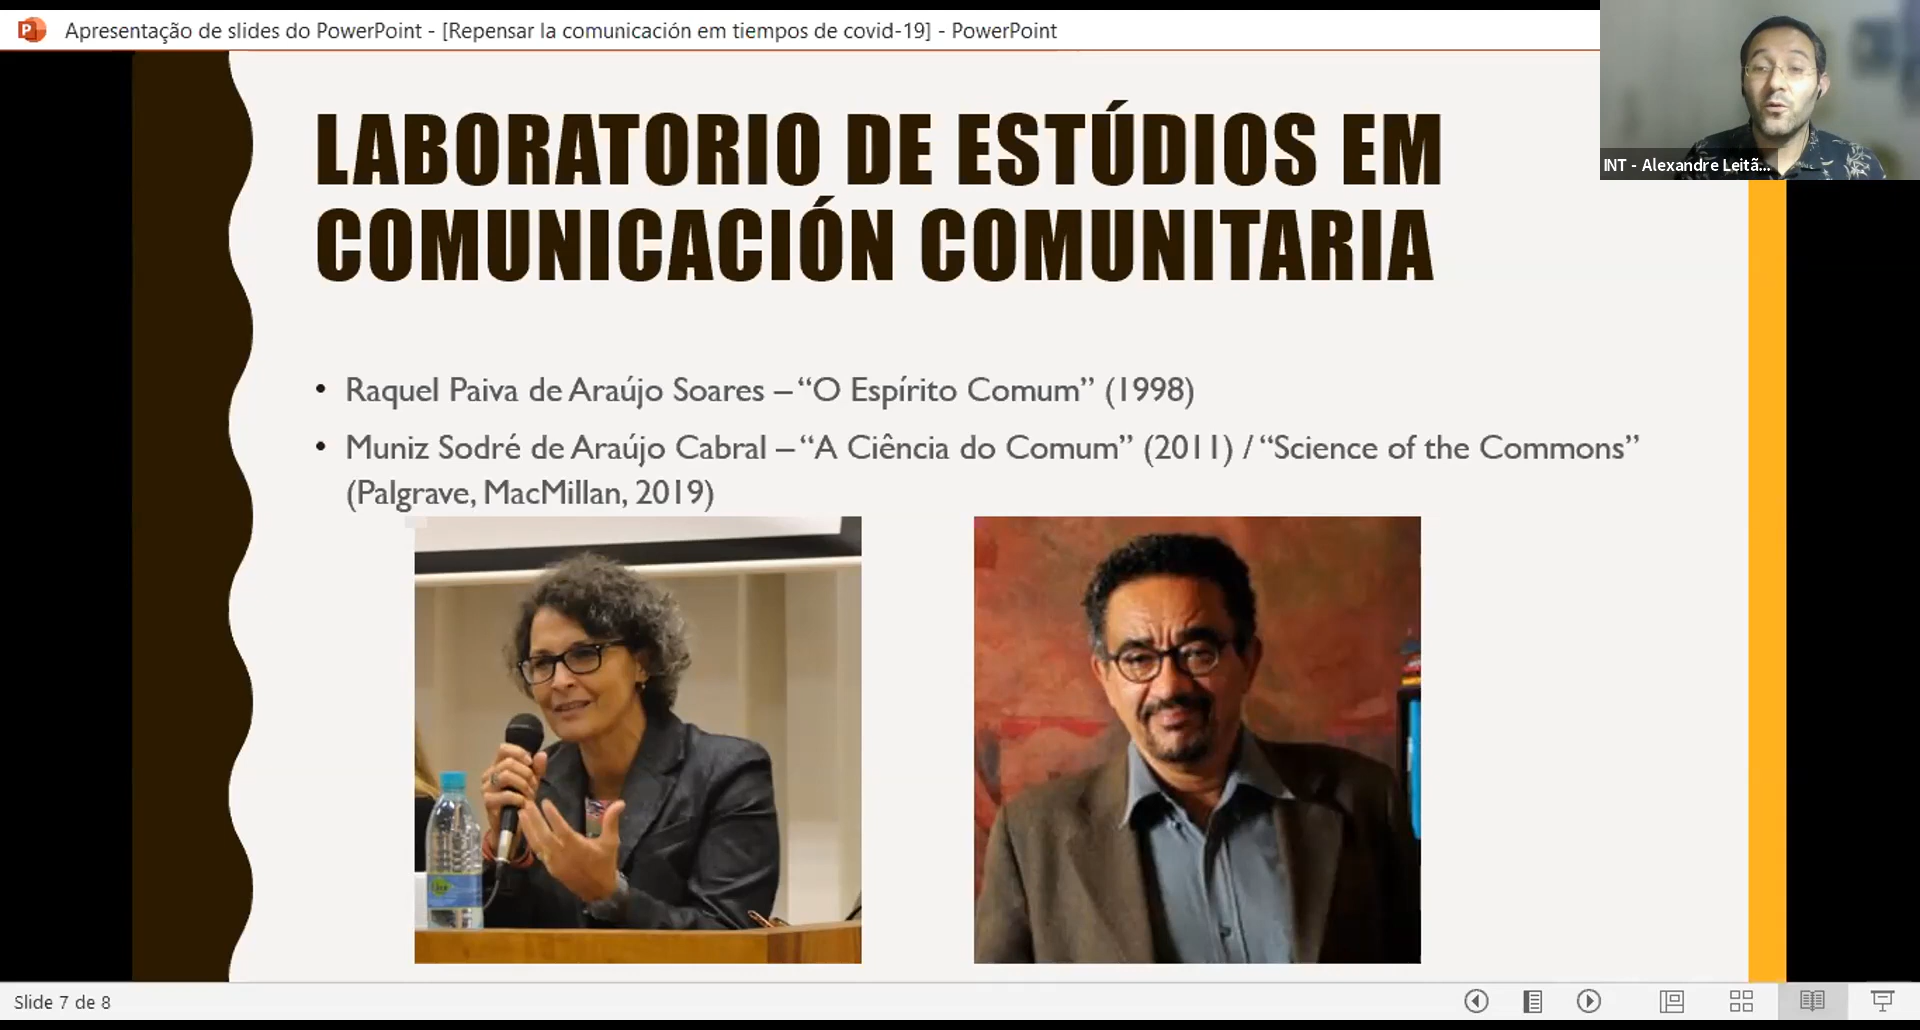 Apresentação de slides do PowerPoint - [Repensar la comunicación em tiempos de covid-19] - PowerPoint
INT - Alexandre Leitã...
LABORATORIO DE ESTÚDIOS EM
COMUNICACIÓN COMUNITARIA
• Raquel Paiva de Araújo Soares – “O Espírito Comum” (1998)
• Muniz Sodré de Araújo Cabral – “A Ciência do Comum” (2011) / “Science of the Commons”
(Palgrave, MacMillan, 2019)
Slide 7 de 8